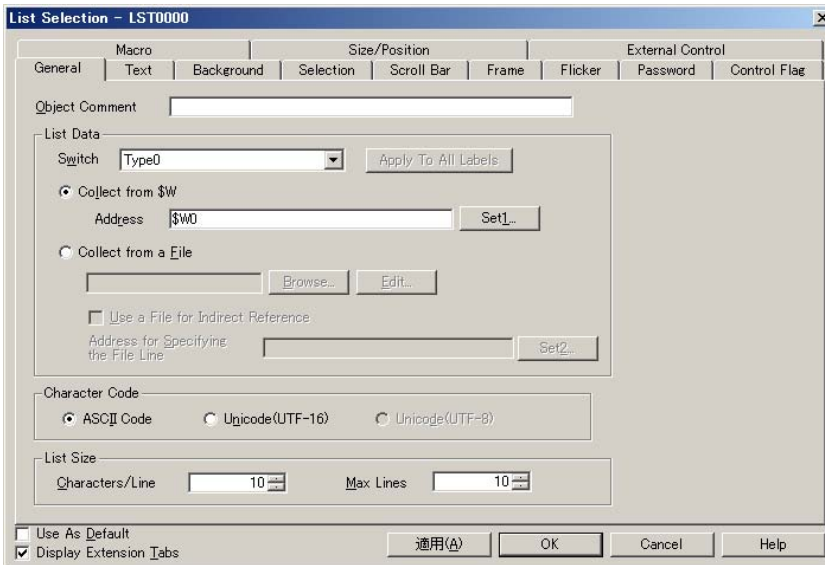 List Selection - LST0000
Macro Size/Position External Control
General Text Background Selection Scroll Bar Frame Flicker Password Control Flag
Object Comment
List Data
Switch Type0 Apply To All Labels
Collect from $W
Address $W0 Set1...
Collect from a File
Browse... Edit...
Use a File for Indirect Reference
Address for Specifying
the File Line
Set2...
Character Code
ASCII Code Unicode(UTF-16) Unicode(UTF-8)
List Size
Characters/Line 10 Max Lines 10
Use As Default
Display Extension Tabs
適用(A) OK Cancel Help